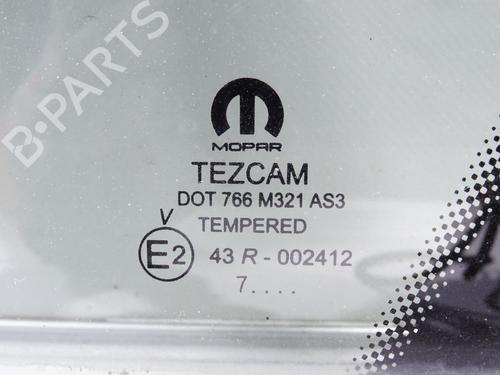 B-PARTS
MOPAR
TEZCAM
DOT 766 M321 AS3
TEMPERED
V
E2 43 R - 002412
7....